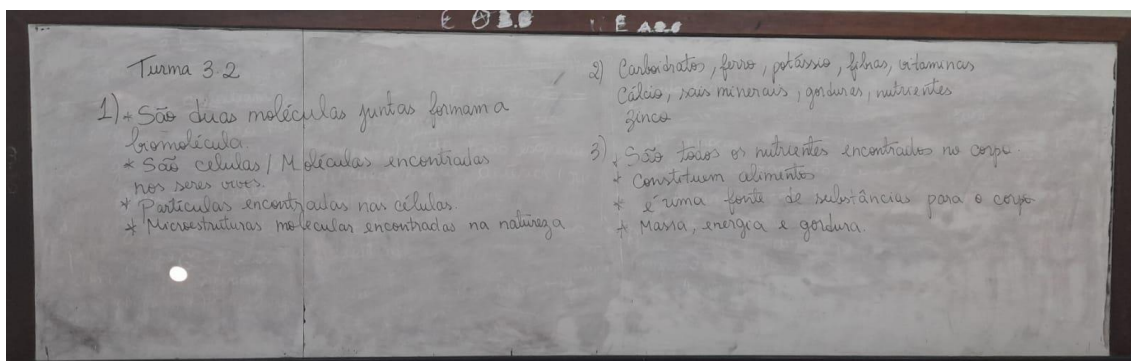 Turma 3.2
1) * São duas moléculas juntas formam a
biomolécula.
* São celulas / Moléculas encontradas
nos seres vivos.
* Partículas encontradas nas células.
* Microestruturas moleculares encontradas na natureza
2) Carboidratos, ferro, potássio, fibras, vitaminas
Cálcio, sais minerais, gorduras, nutrientes
zinco
3) * São todos os nutrientes encontrados no corpo.
* Constituem alimentos
* é uma fonte de substâncias para o corpo
* Massa, energia e gordura.